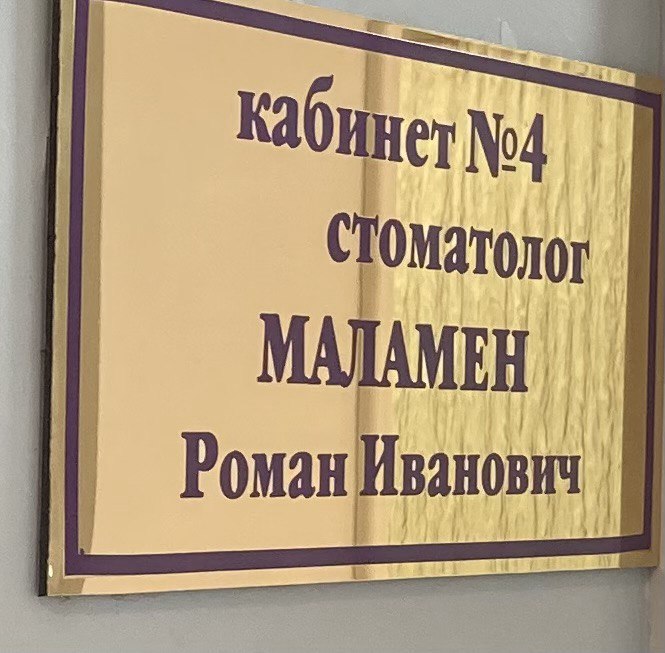 кабинет №4
стоматолог
МАЛАМЕН
Роман Иванович